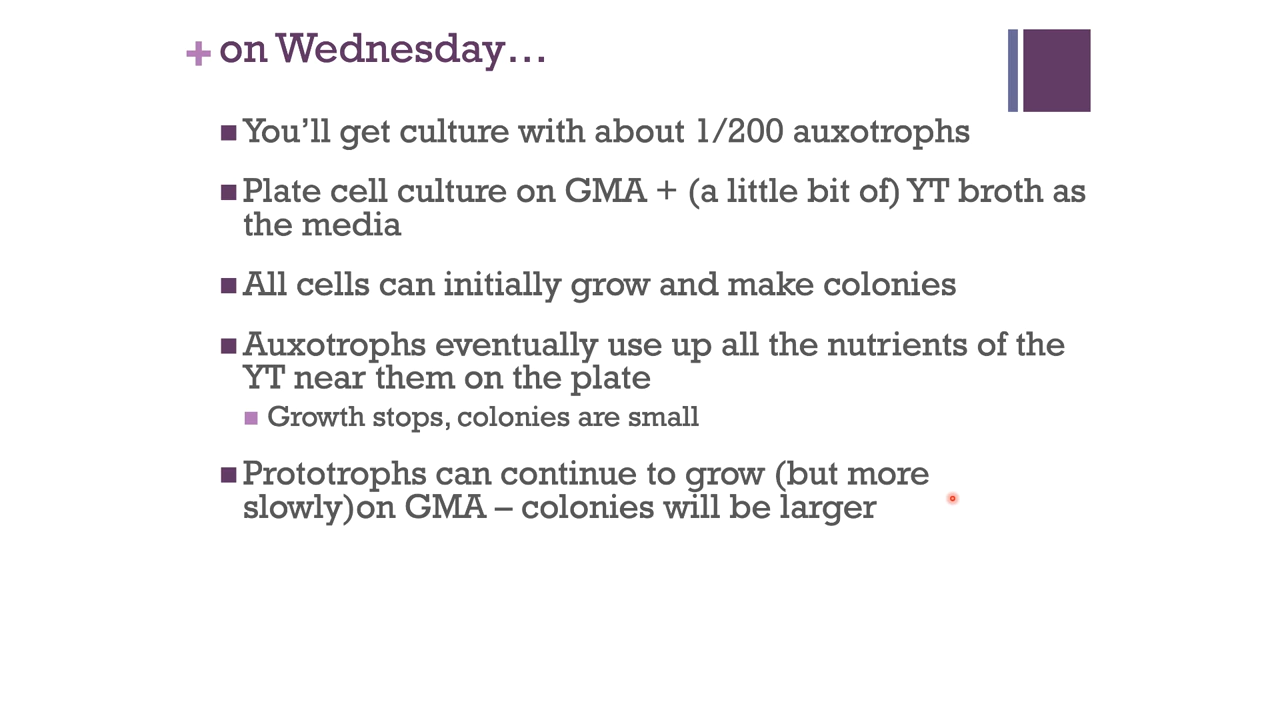 + on Wednesday…
You’ll get culture with about 1/200 auxotrophs
Plate cell culture on GMA + (a little bit of) YT broth as
the media
All cells can initially grow and make colonies
Auxotrophs eventually use up all the nutrients of the
YT near them on the plate
Growth stops, colonies are small
Prototrophs can continue to grow (but more
slowly)on GMA – colonies will be larger